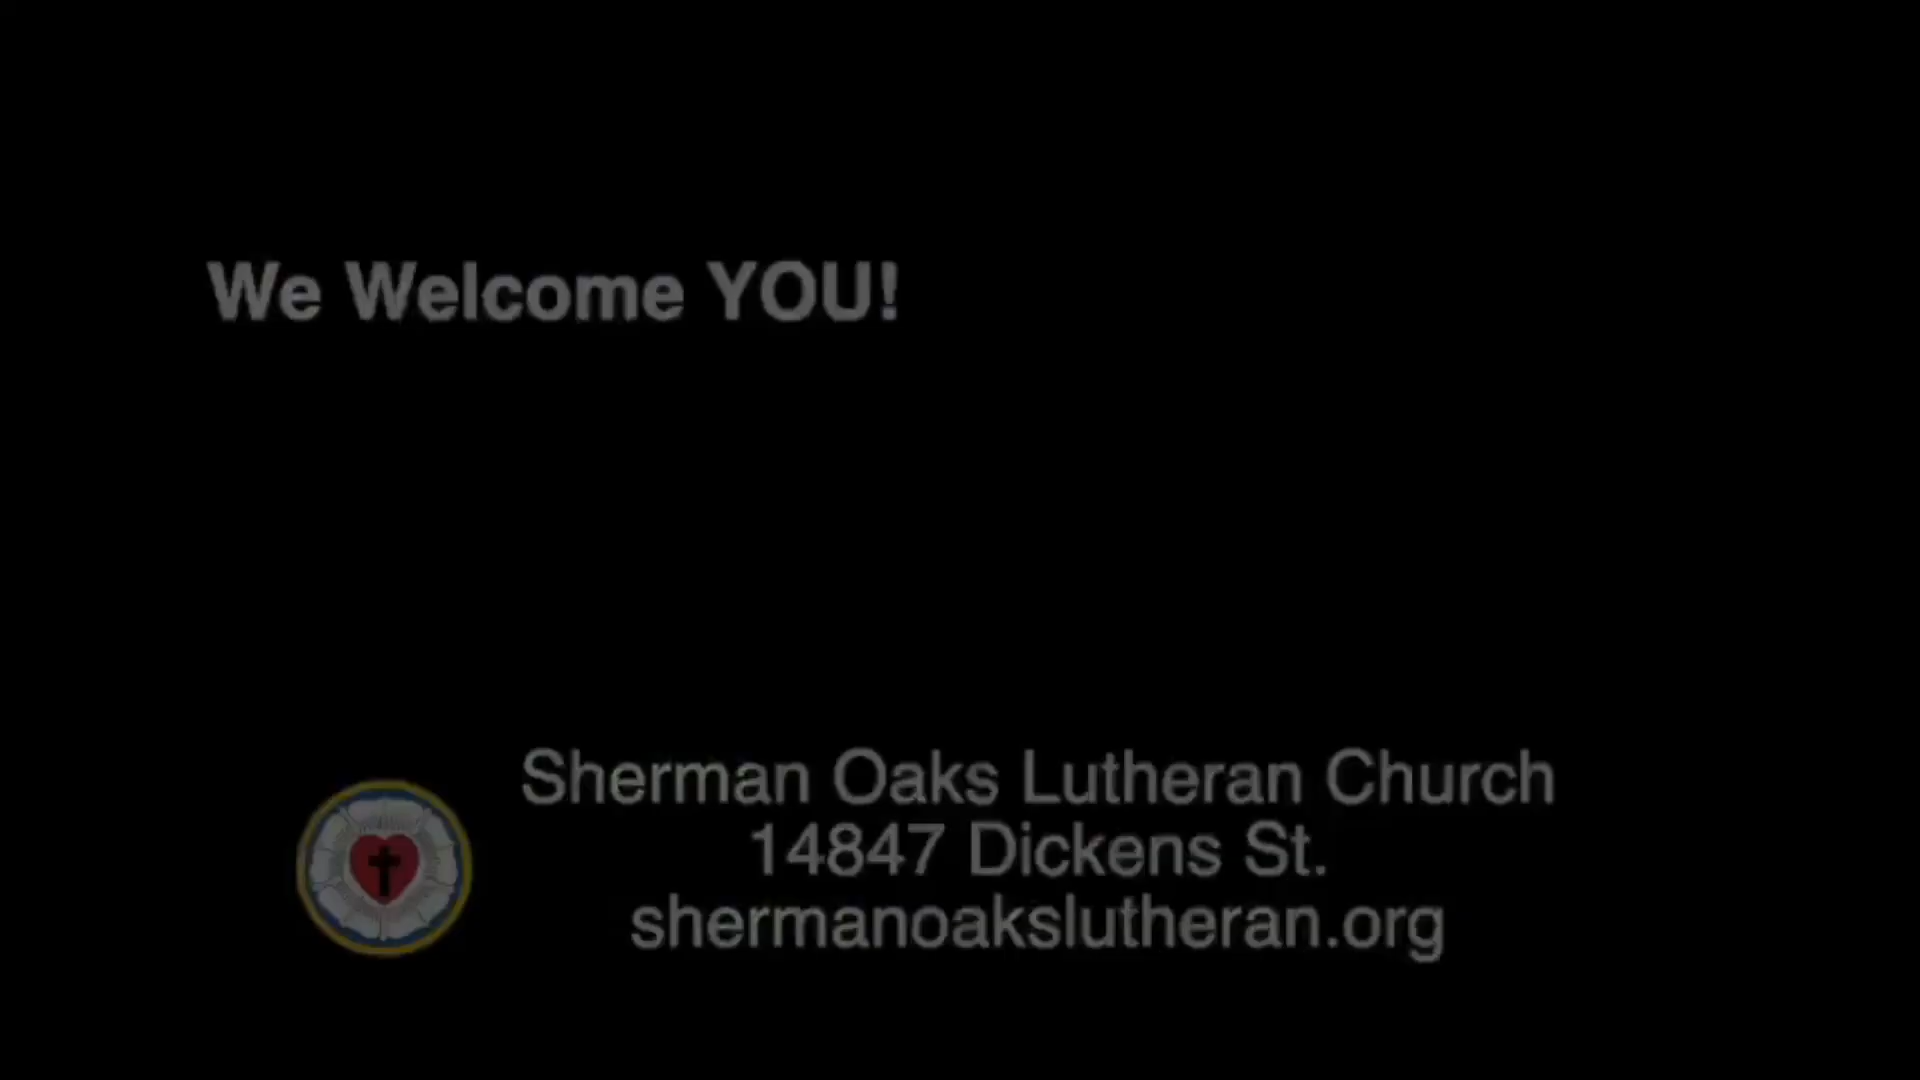 We Welcome YOU!
Sherman Oaks Lutheran Church
14847 Dickens St.
shermanoakslutheran.org